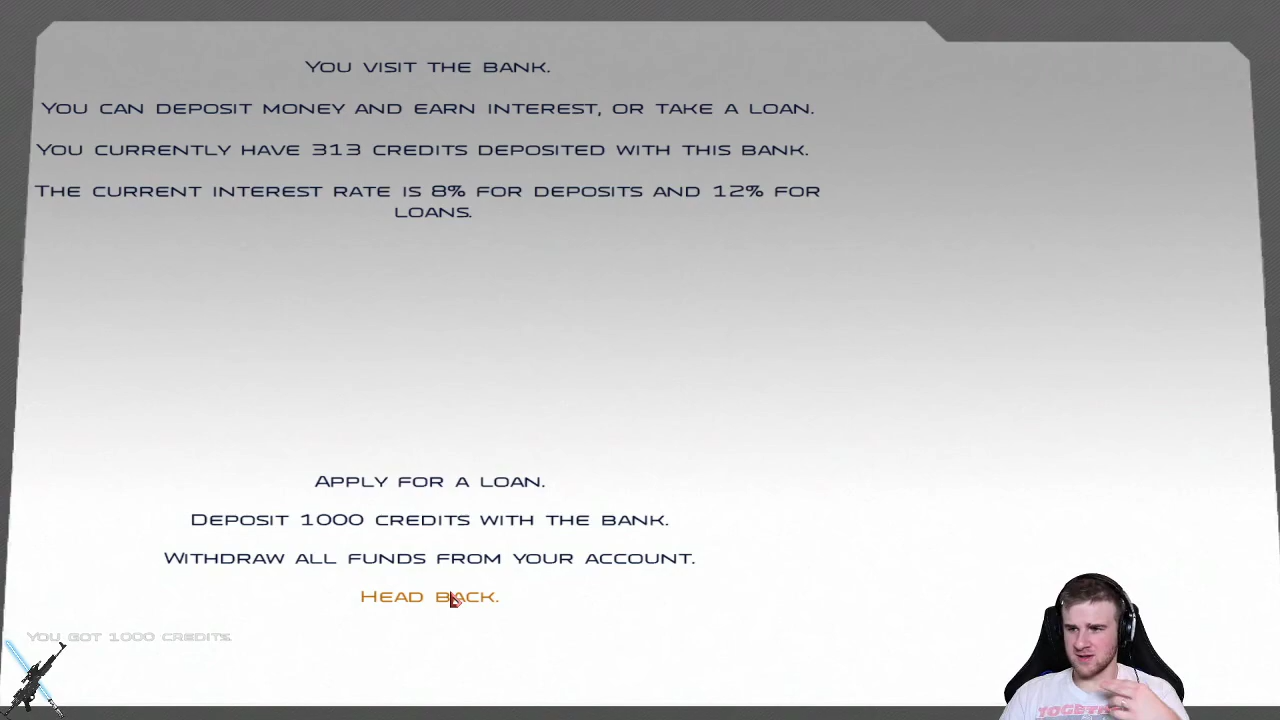 You visit the bank.
You can deposit money and earn interest, or take a loan.
You currently have 313 credits deposited with this bank.
The current interest rate is 8% for deposits and 12% for
loans.
Apply for a loan.
Deposit 1000 credits with the bank.
Withdraw all funds from your account.
Head back.
You got 1000 credits.